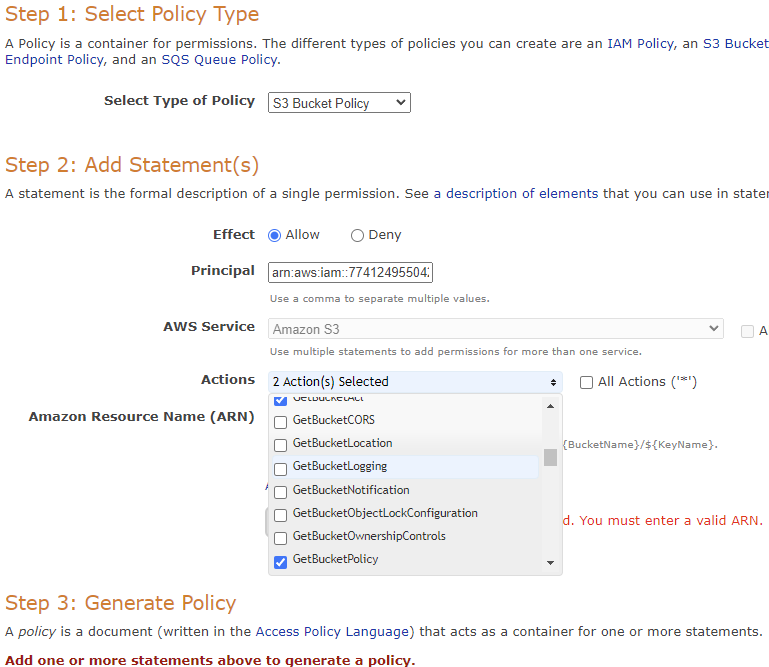 Step 1: Select Policy Type
A Policy is a container for permissions. The different types of policies you can create are an IAM Policy, an S3 Bucket
Endpoint Policy, and an SQS Queue Policy.
Select Type of Policy S3 Bucket Policy
Step 2: Add Statement(s)
A statement is the formal description of a single permission. See a description of elements that you can use in
Effect Allow Deny
Principal arn:aws:iam::77412495504
Use a comma to separate multiple values.
AWS Service Amazon S3 A
Use multiple statements to add permissions for more than one service.
Actions 2 Action(s) Selected All Actions ('*')
GetBucketAcl
Amazon Resource Name (ARN) GetBucketCORS
GetBucketLocation {BucketName}/${KeyName}.
GetBucketLogging
GetBucketNotification
GetBucketObjectLockConfiguration d. You must enter a valid ARN.
GetBucketOwnershipControls
GetBucketPolicy
Step 3: Generate Policy
A policy is a document (written in the Access Policy Language) that acts as a container for one or more statements.
Add one or more statements above to generate a policy.